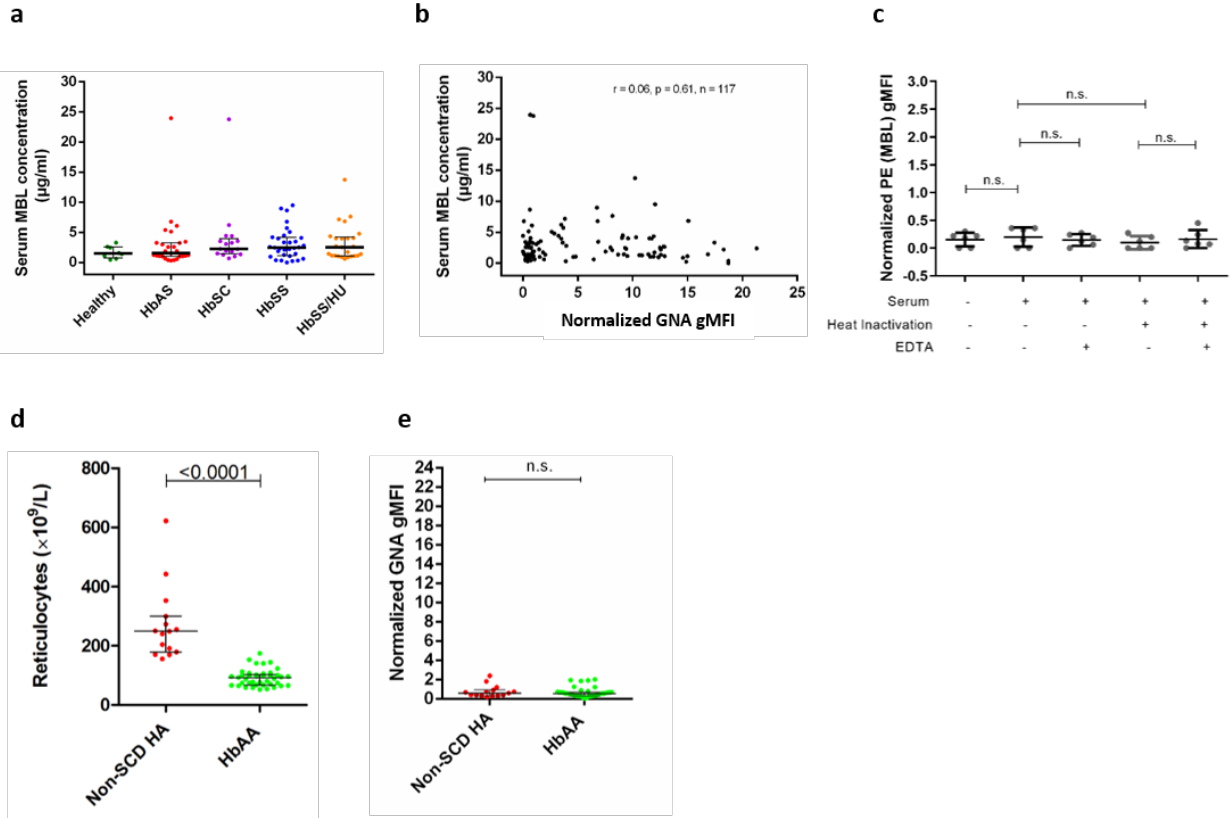 a
b
c
Serum MBL concentration
(µg/ml)
30
25
20
15
10
5
0
Healthy
HbAS
HbSC
HbSS
HbSS/HU
Serum MBL concentration
(µg/ml)
30
25
20
15
10
5
0
r = 0.06, p = 0.61, n = 117
0 5 10 15 20 25
Normalized GNA gMFI
Normalized PE (MBL) gMFI
3.0
2.5
2.0
1.5
1.0
0.5
0.0
-0.5
n.s.
n.s.
n.s.
n.s.
Serum - + + + +
Heat Inactivation - - - + +
EDTA - - + - +
d
e
Reticulocytes (×10⁹/L)
800
600
400
200
0
<0.0001
Non-SCD HA
HbAA
Normalized GNA gMFI
24
22
20
18
16
14
12
10
8
6
4
2
0
n.s.
Non-SCD HA
HbAA